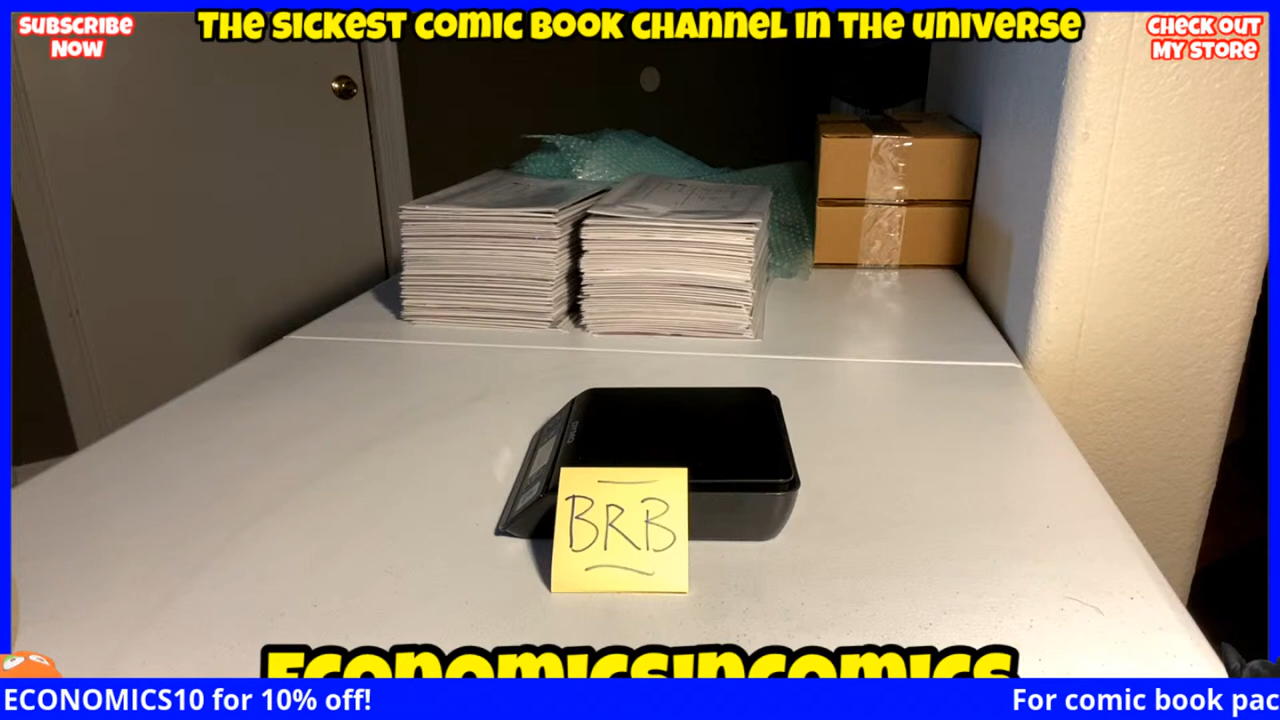 SUBSCRIBE
NOW
THE SICKEST COMIC BOOK CHANNEL IN THE UNIVERSE
CHECK OUT
MY STORE
BRB
ECONOMICSINCOMICS
ECONOMICS10 for 10% off!
For comic book pac